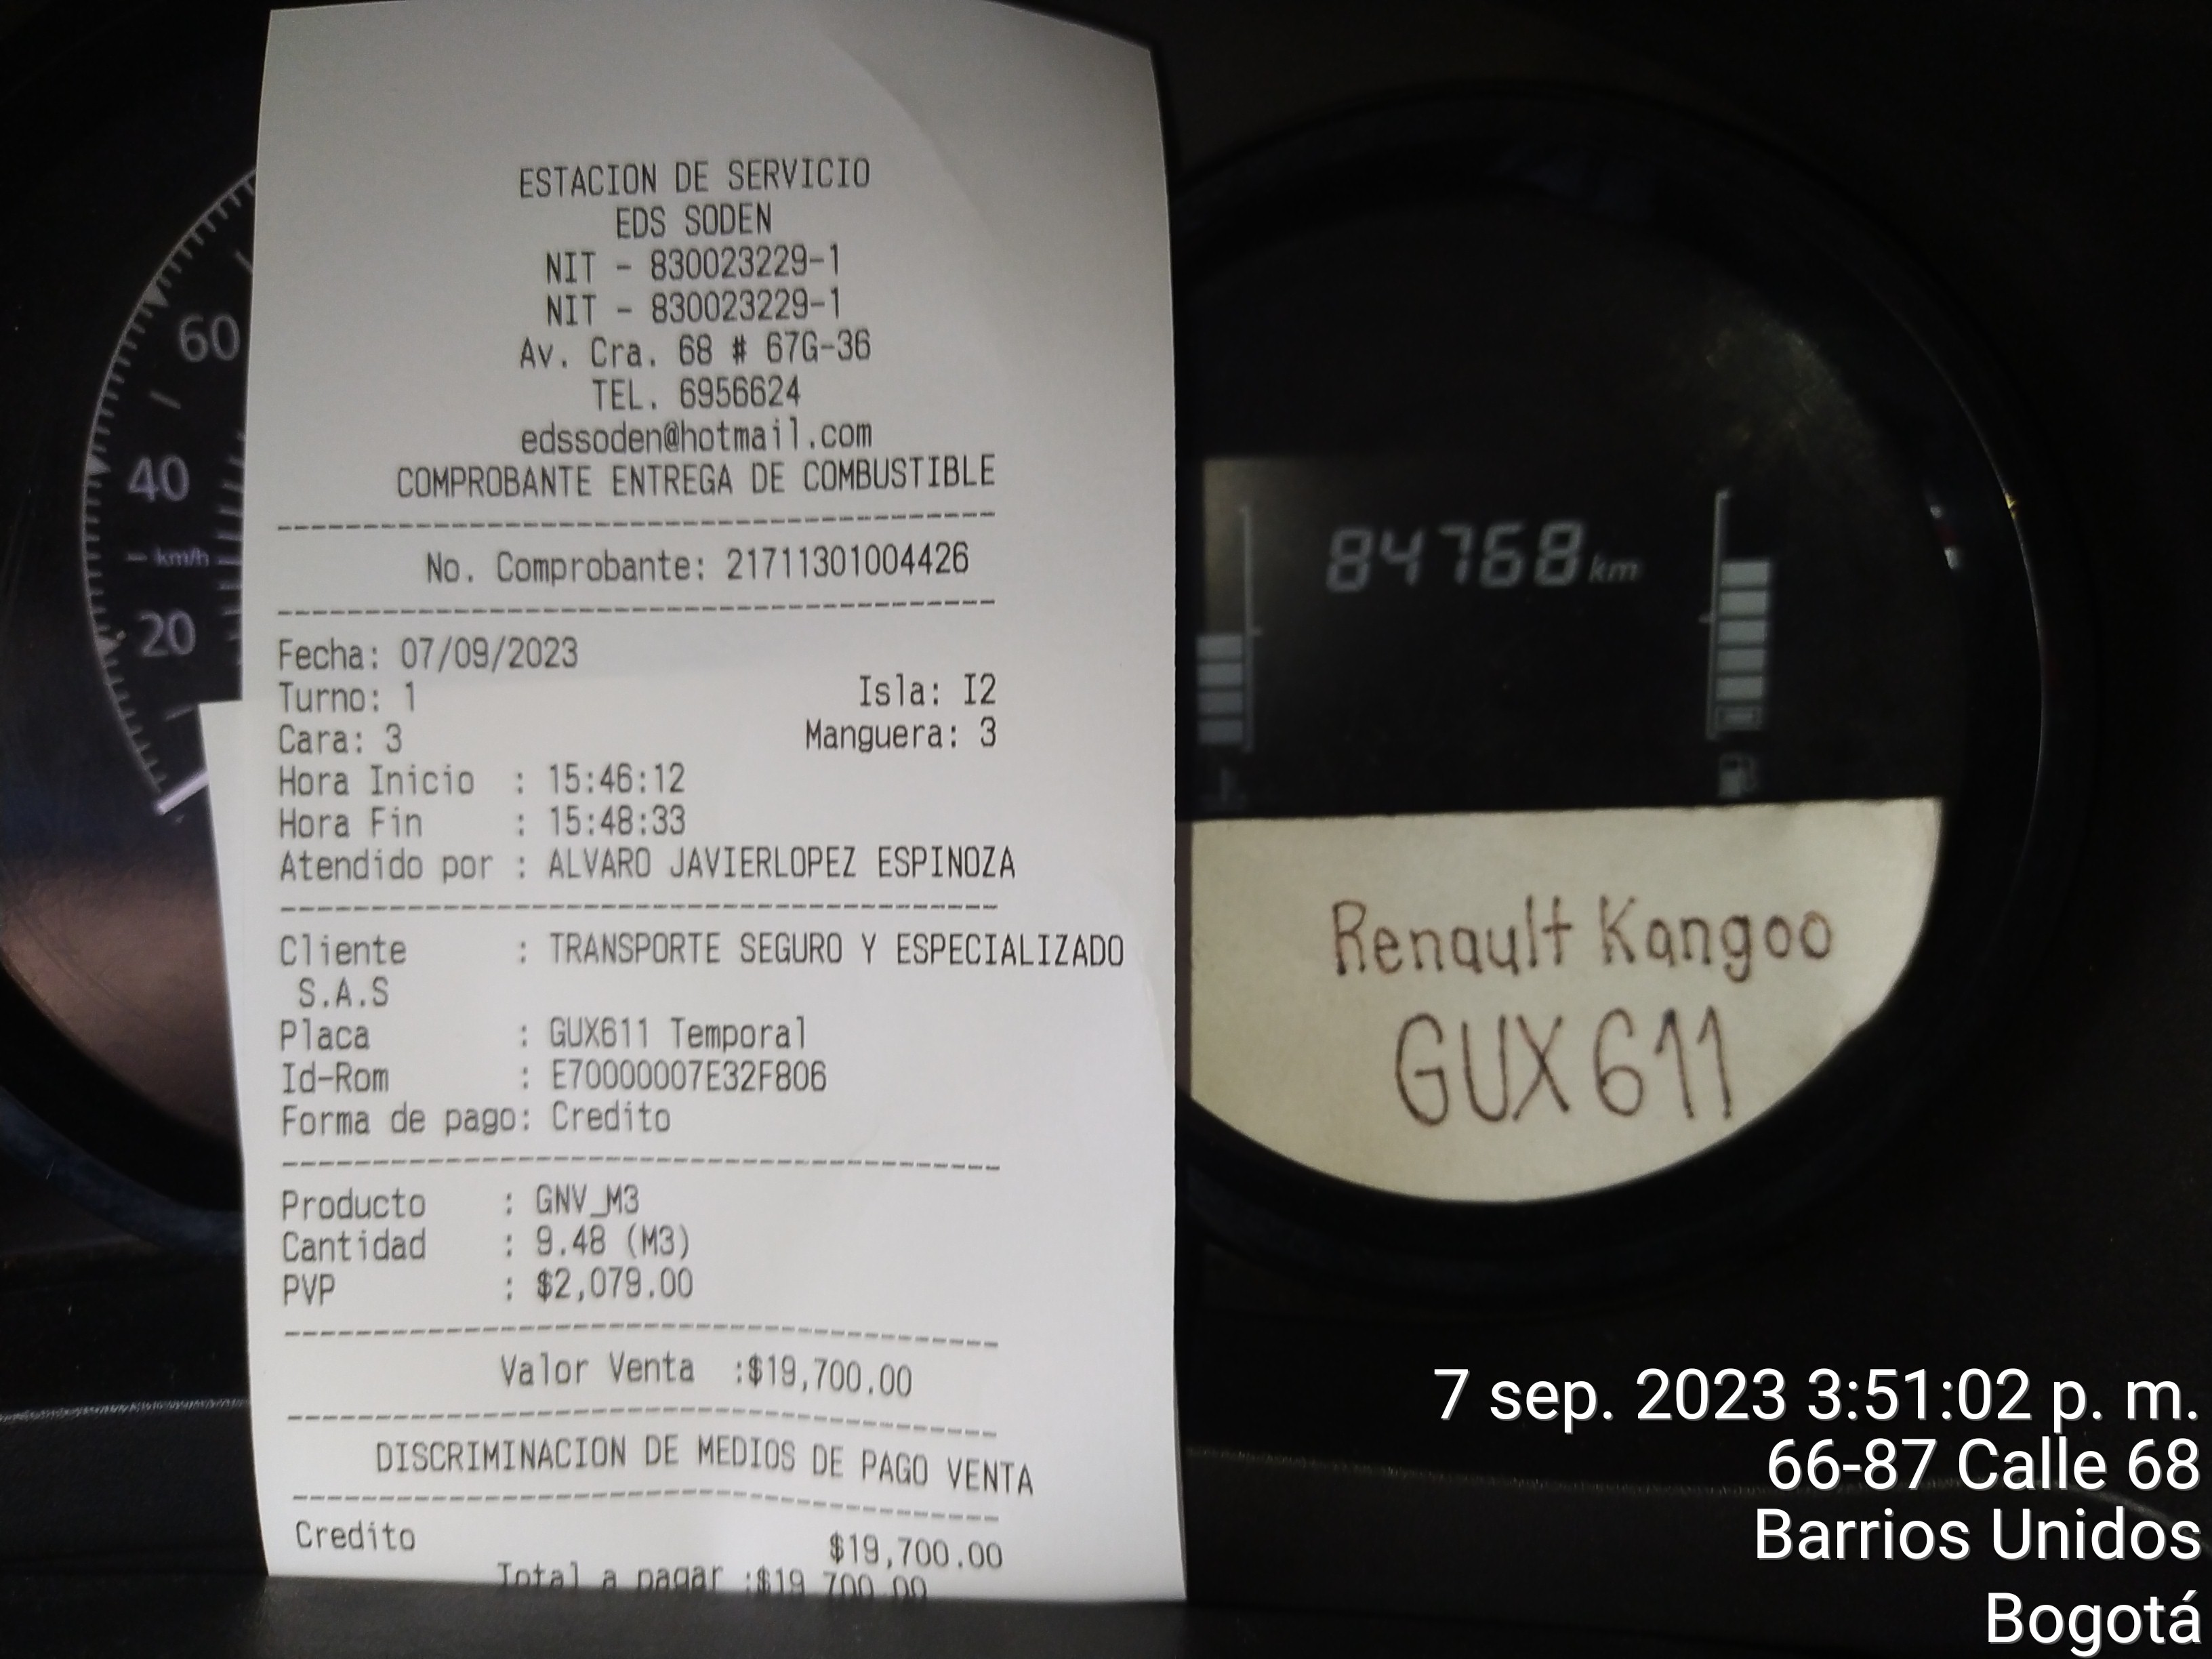 ESTACION DE SERVICIO
EDS SODEN
NIT - 830023229-1
NIT - 830023229-1
Av. Cra. 68 # 67G-36
TEL. 6956624
edssoden@hotmail.com
COMPROBANTE ENTREGA DE COMBUSTIBLE
No. Comprobante: 21711301004426
Fecha: 07/09/2023
Turno: 1 Isla: I2
Cara: 3 Manguera: 3
Hora Inicio : 15:46:12
Hora Fin : 15:48:33
Atendido por : ALVARO JAVIERLOPEZ ESPINOZA
Cliente : TRANSPORTE SEGURO Y ESPECIALIZADO
S.A.S
Placa : GUX611 Temporal
Id-Rom : E70000007E32F806
Forma de pago: Credito
Producto : GNV_M3
Cantidad : 9.48 (M3)
PVP : $2,079.00
Valor Venta :$19,700.00
DISCRIMINACION DE MEDIOS DE PAGO VENTA
Credito $19,700.00
Total a pagar :$19,700.00
60
40
km/h
20
84768 km
Renault Kangoo
GUX611
7 sep. 2023 3:51:02 p. m.
66-87 Calle 68
Barrios Unidos
Bogotá